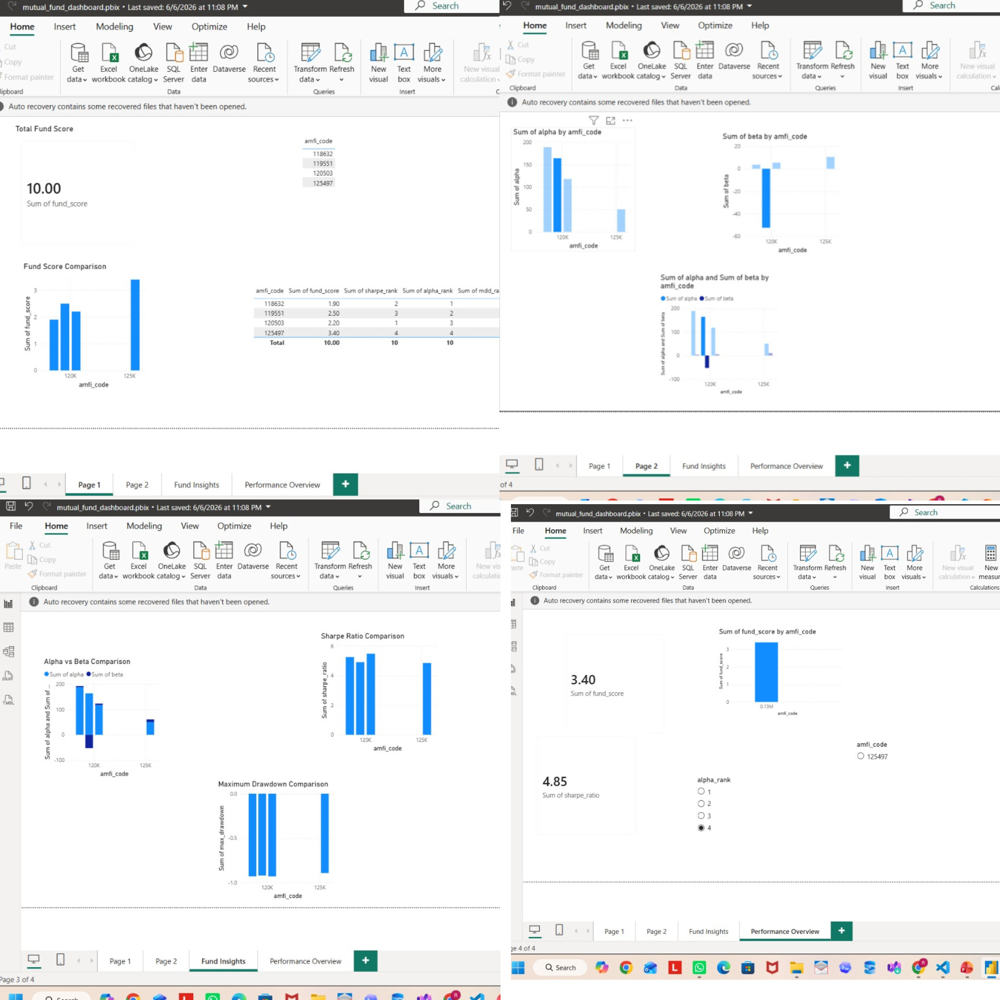 mutual_fund_dashboard.pbix • Last saved: 6/6/2026 at 11:08 PM
Search
Home Insert Modeling View Optimize Help
Cut
Copy
Format painter
Get data
Excel workbook
OneLake catalog
SQL Server
Enter data
Dataverse
Recent sources
Transform data
Refresh
New visual
Text box
More visuals
New visual calculation
lipboard Data Queries Insert C
Auto recovery contains some recovered files that haven't been opened.
Total Fund Score
10.00
Sum of fund_score
amfi_code
118632
119551
120503
125497
Fund Score Comparison
Sum of fund_score
3
2
1
0
120K 125K
amfi_code
amfi_code Sum of fund_score Sum of sharpe_rank Sum of alpha_rank Sum of mdd_ra
118632 1.90 2 1
119551 2.50 3 2
120503 2.20 1 3
125497 3.40 4 4
Total 10.00 10 10
Page 1 Page 2 Fund Insights Performance Overview +
mutual_fund_dashboard.pbix • Last saved: 6/6/2026 at 11:08 PM
Search
Home Insert Modeling View Optimize Help
Cut
Copy
Format painter
Get data
Excel workbook
OneLake catalog
SQL Server
Enter data
Dataverse
Recent sources
Transform data
Refresh
New visual
Text box
More visuals
New visual calculation
Clipboard Data Queries Insert Cal
Auto recovery contains some recovered files that haven't been opened.
Sum of alpha by amfi_code
Sum of alpha
200
150
100
50
0
120K 125K
amfi_code
Sum of beta by amfi_code
Sum of beta
20
0
-20
-40
-60
120K 125K
amfi_code
Sum of alpha and Sum of beta by
amfi_code
Sum of alpha Sum of beta
Sum of alpha and Sum of beta
200
100
0
-100
120K 125K
amfi_code
Page 1 Page 2 Fund Insights Performance Overview +
of 4
mutual_fund_dashboard.pbix • Last saved: 6/6/2026 at 11:08 PM
Search
File Home Insert Modeling View Optimize Help
Paste
Cut
Copy
Format painter
Get data
Excel workbook
OneLake catalog
SQL Server
Enter data
Dataverse
Recent sources
Transform data
Refresh
New visual
Text box
More visuals
New vis
calculatic
Clipboard Data Queries Insert
Auto recovery contains some recovered files that haven't been opened.
DAX
TMDL
Alpha vs Beta Comparison
Sum of alpha Sum of beta
Sum of alpha and Sum of ...
200
100
0
-100
120K 125K
amfi_code
Sharpe Ratio Comparison
Sum of sharpe_ratio
6
4
2
0
120K 125K
amfi_code
Maximum Drawdown Comparison
Sum of max_drawdown
0.0
-0.5
-1.0
120K 125K
amfi_code
Page 1 Page 2 Fund Insights Performance Overview +
Page 3 of 4
mutual_fund_dashboard.pbix • Last saved: 6/6/2026 at 11:08 PM
Search
File Home Insert Modeling View Optimize Help
aste
Cut
Copy
Format painter
Get data
Excel workbook
OneLake catalog
SQL Server
Enter data
Dataverse
Recent sources
Transform data
Refresh
New visual
Text box
More visuals
New visual calculation
New measur
Clipboard Data Queries Insert Calculations
Auto recovery contains some recovered files that haven't been opened.
3.40
Sum of fund_score
Sum of fund_score by amfi_code
Sum of fund_score
3
2
1
0
0.13M
amfi_code
amfi_code
125497
4.85
Sum of sharpe_ratio
alpha_rank
1
2
3
4
Page 1 Page 2 Fund Insights Performance Overview +
ge 4 of 4
Search